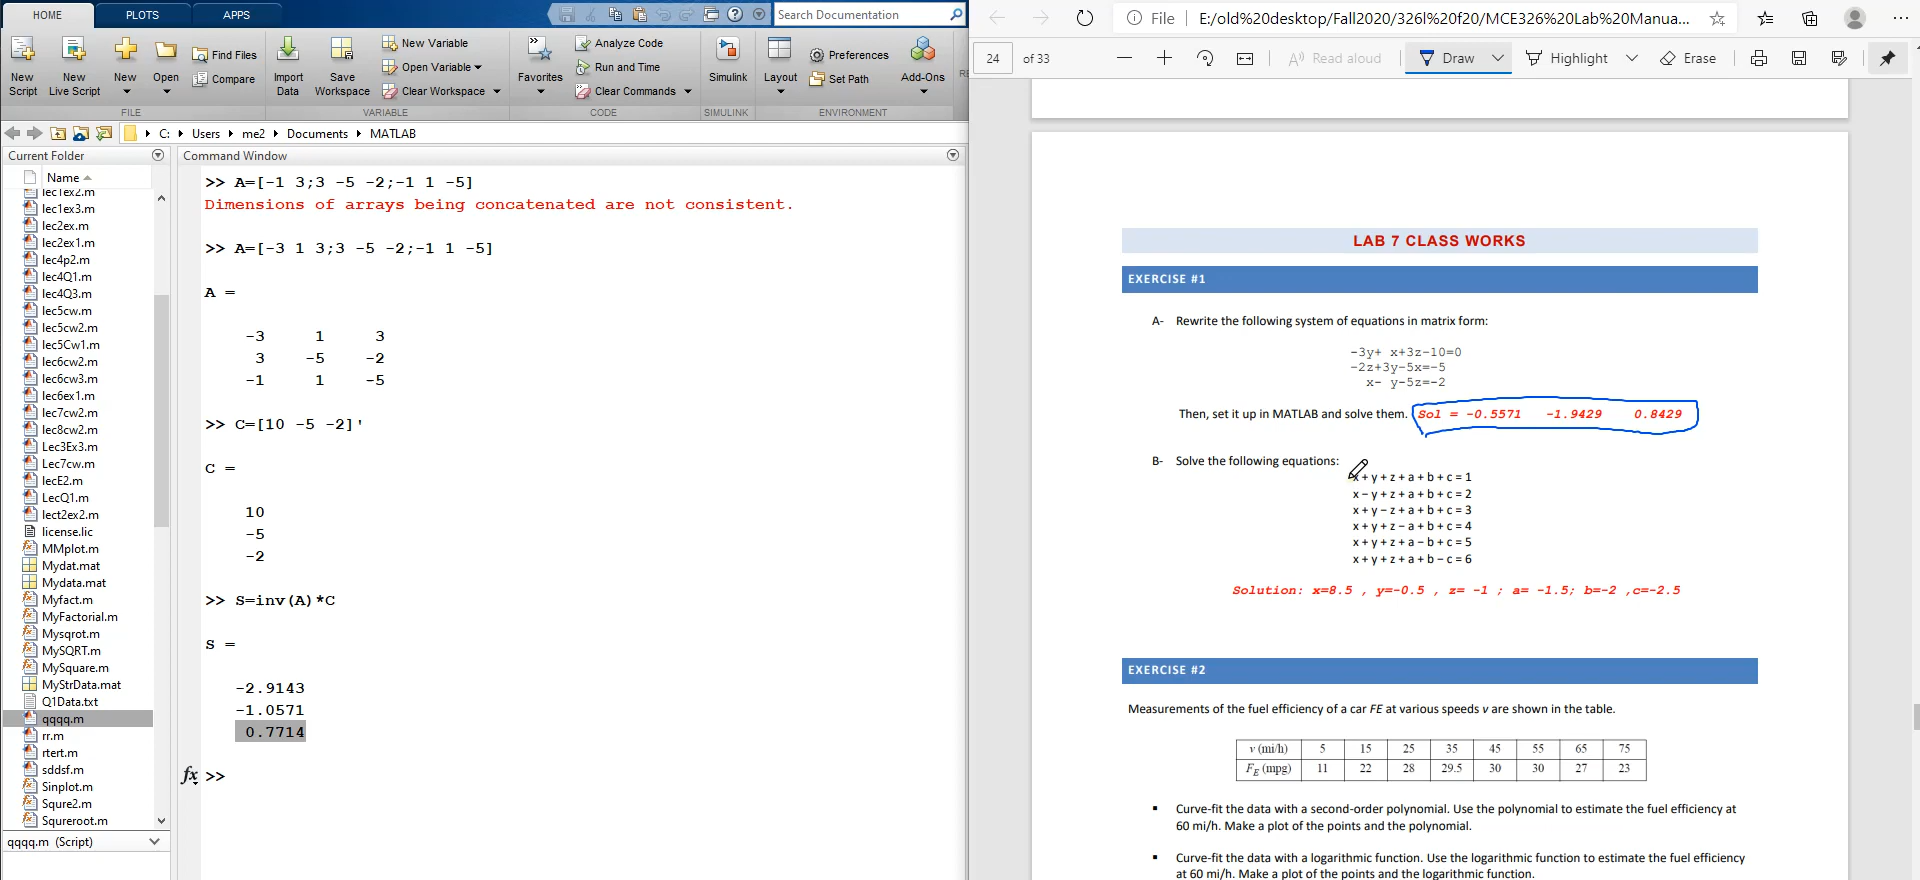 HOME PLOTS APPS
Search Documentation
New Script
New Live Script
New
Open
Find Files
Compare
Import Data
Save Workspace
New Variable
Open Variable
Clear Workspace
Favorites
Analyze Code
Run and Time
Clear Commands
Simulink
Layout
Preferences
Set Path
Add-Ons
FILE VARIABLE CODE SIMULINK ENVIRONMENT
C: Users me2 Documents MATLAB
Current Folder
Name
lec1ex2.m
lec1ex3.m
lec2ex.m
lec2ex1.m
lec4p2.m
lec4Q1.m
lec4Q3.m
lec5cw.m
lec5cw2.m
lec5Cw1.m
lec6cw2.m
lec6cw3.m
lec6ex1.m
lec7cw2.m
lec8cw2.m
Lec3Ex3.m
Lec7cw.m
lecE2.m
LecQ1.m
lect2ex2.m
license.lic
MMplot.m
Mydat.mat
Mydata.mat
Myfact.m
MyFactorial.m
Mysqrot.m
MySQRT.m
MySquare.m
MyStrData.mat
Q1Data.txt
qqqq.m
rr.m
rtert.m
sddsf.m
Sinplot.m
Squre2.m
Squreroot.m
qqqq.m (Script)
Command Window
>> A=[-1 3;3 -5 -2;-1 1 -5]
Dimensions of arrays being concatenated are not consistent.
>> A=[-3 1 3;3 -5 -2;-1 1 -5]
A =
-3 1 3
3 -5 -2
-1 1 -5
>> C=[10 -5 -2]'
C =
10
-5
-2
>> S=inv(A)*C
S =
-2.9143
-1.0571
0.7714
fx >>
File E:/old%20desktop/Fall2020/326l%20f20/MCE326%20Lab%20Manua...
24 of 33
Read aloud Draw Highlight Erase
LAB 7 CLASS WORKS
EXERCISE #1
A- Rewrite the following system of equations in matrix form:
-3y+ x+3z-10=0
-2z+3y-5x=-5
x- y-5z=-2
Then, set it up in MATLAB and solve them. Sol = -0.5571 -1.9429 0.8429
B- Solve the following equations:
x + y + z + a + b + c = 1
x – y + z + a + b + c = 2
x + y – z + a + b + c = 3
x + y + z – a + b + c = 4
x + y + z + a – b + c = 5
x + y + z + a + b – c = 6
Solution: x=8.5 , y=-0.5 , z= -1 ; a= -1.5; b=-2 ,c=-2.5
EXERCISE #2
Measurements of the fuel efficiency of a car FE at various speeds v are shown in the table.
v (mi/h) 5 15 25 35 45 55 65 75
FE (mpg) 11 22 28 29.5 30 30 27 23
▪ Curve-fit the data with a second-order polynomial. Use the polynomial to estimate the fuel efficiency at
60 mi/h. Make a plot of the points and the polynomial.
▪ Curve-fit the data with a logarithmic function. Use the logarithmic function to estimate the fuel efficiency
at 60 mi/h. Make a plot of the points and the logarithmic function.